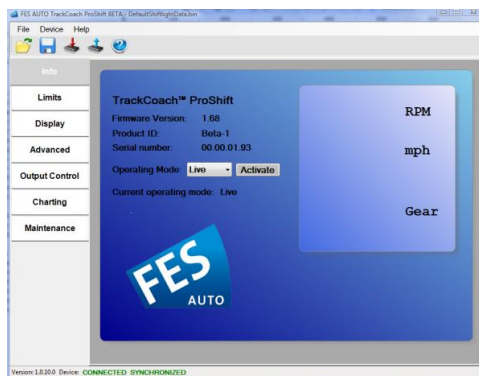 FES AUTO TrackCoach ProShift BETA - DefaultShiftlightData.bin
File Device Help
Info
Limits
Display
Advanced
Output Control
Charting
Maintenance
TrackCoach™ ProShift
Firmware Version: 1.68
Product ID: Beta-1
Serial number: 00.00.01.93
Operating Mode: Live Activate
Current operating mode: Live
RPM
mph
Gear
FES
AUTO
Version: 1.0.10.0 Device: CONNECTED SYNCHRONIZED